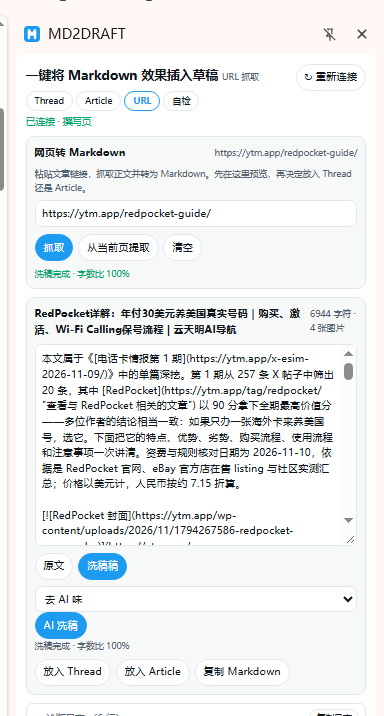 MD2DRAFT
一键将 Markdown 效果插入草稿 URL 抓取
重新连接
Thread Article URL 自检
已连接 · 撰写页
网页转 Markdown https://ytm.app/redpocket-guide/
粘贴文章链接，抓取正文并转为 Markdown。先在这里预览，再决定放入 Thread
还是 Article。
https://ytm.app/redpocket-guide/
抓取 从当前页提取 清空
洗稿完成 · 字数比 100%
RedPocket详解：年付30美元养美国真实号码 | 购买、激
活、Wi-Fi Calling保号流程 | 云天明AI导航
6944 字符 ·
4 张图片
本文属于《[电话卡情报第 1 期](https://ytm.app/x-esim-
2026-11-09/)》中的单篇深挖。第 1 期从 257 条 X 帖子中筛出
20 条，其中 [RedPocket](https://ytm.app/tag/redpocket/
"查看与 RedPocket 相关的文章") 以 90 分拿下全期最高价值分
——多位作者的结论相当一致：如果只办一张海外卡来养美国
号，选它。下面把它的特点、优势、劣势、购买流程、使用流程
和注意事项一次讲清。资费与规则核对日期为 2026-11-10，依
据是 RedPocket 官网、eBay 官方店在售 listing 与社区实测汇
总；价格以美元计，人民币按约 7.15 折算。
[![RedPocket 封面](https://ytm.app/wp-
content/uploads/2026/11/1794267586-redpocket-
原文 洗稿稿
去 AI 味
AI 洗稿
洗稿完成 · 字数比 100%
放入 Thread 放入 Article 复制 Markdown